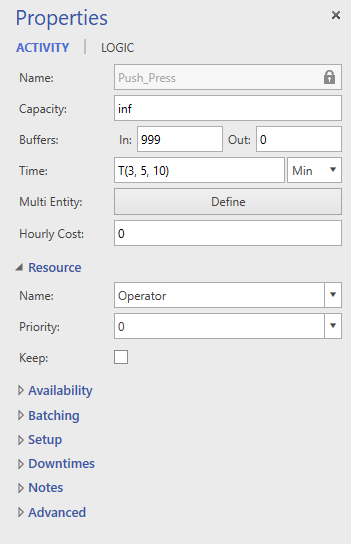 Properties
ACTIVITY | LOGIC
Name: Push_Press
Capacity: inf
Buffers: In: 999 Out: 0
Time: T(3, 5, 10) Min
Multi Entity: Define
Hourly Cost: 0
Resource
Name: Operator
Priority: 0
Keep:
Availability
Batching
Setup
Downtimes
Notes
Advanced